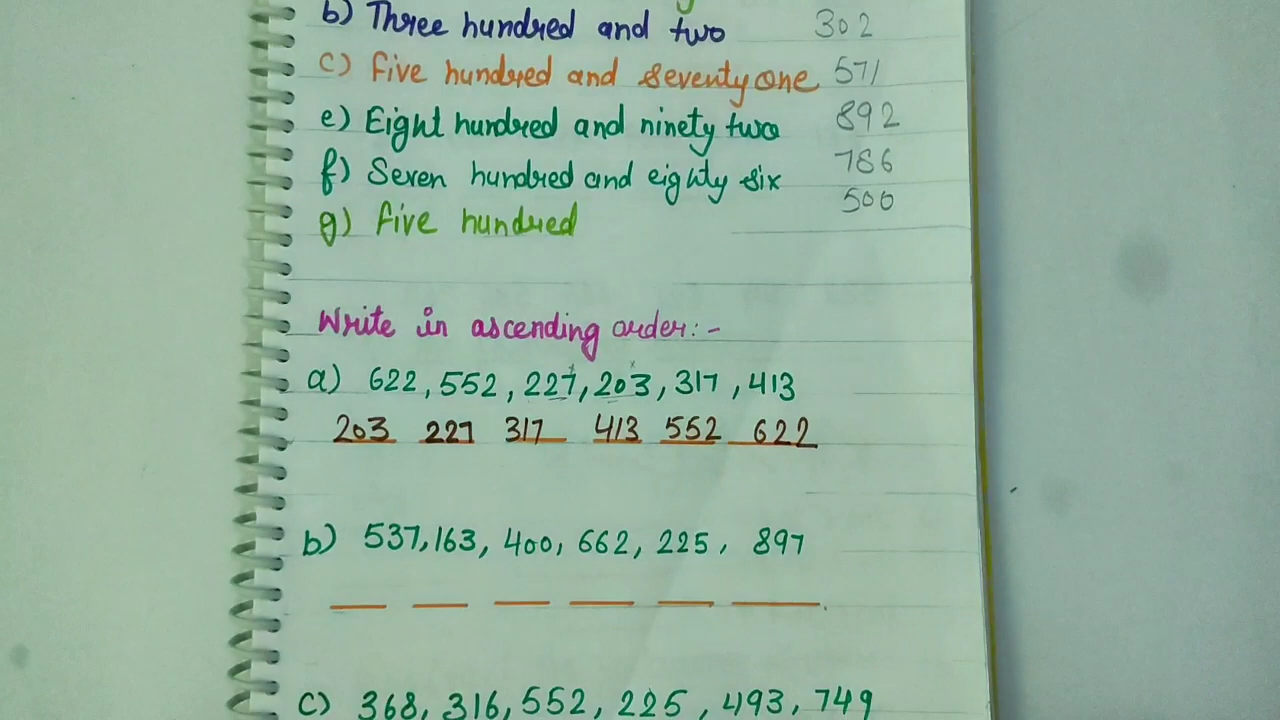 b) Three hundred and two 302
c) five hundred and seventy one 571
e) Eight hundred and ninety two 892
f) Seven hundred and eighty six 786
g) five hundred 500
Write in ascending order:-
a) 622, 552, 227, 203, 317, 413
203 227 317 413 552 622
b) 537, 163, 400, 662, 225, 897
c) 368, 316, 552, 225, 493, 749